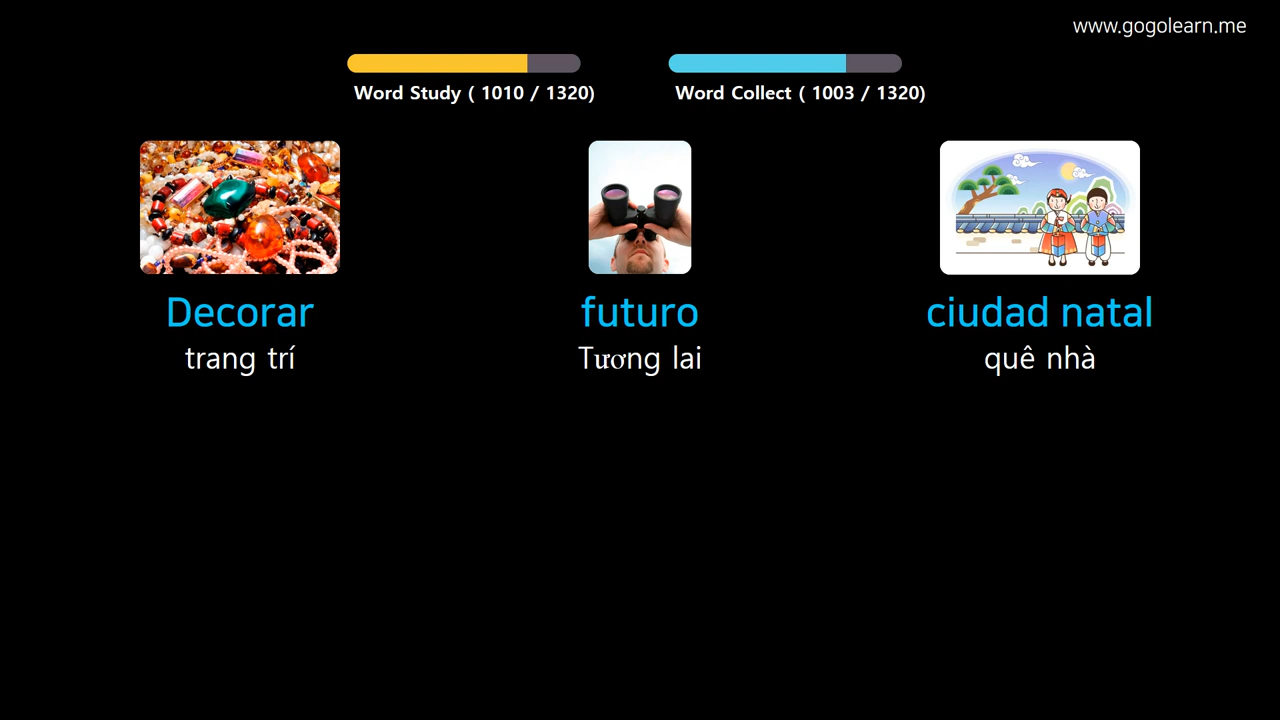 www.gogolearn.me
Word Study ( 1010 / 1320)
Word Collect ( 1003 / 1320)
Decorar
trang trí
futuro
Tương lai
ciudad natal
quê nhà